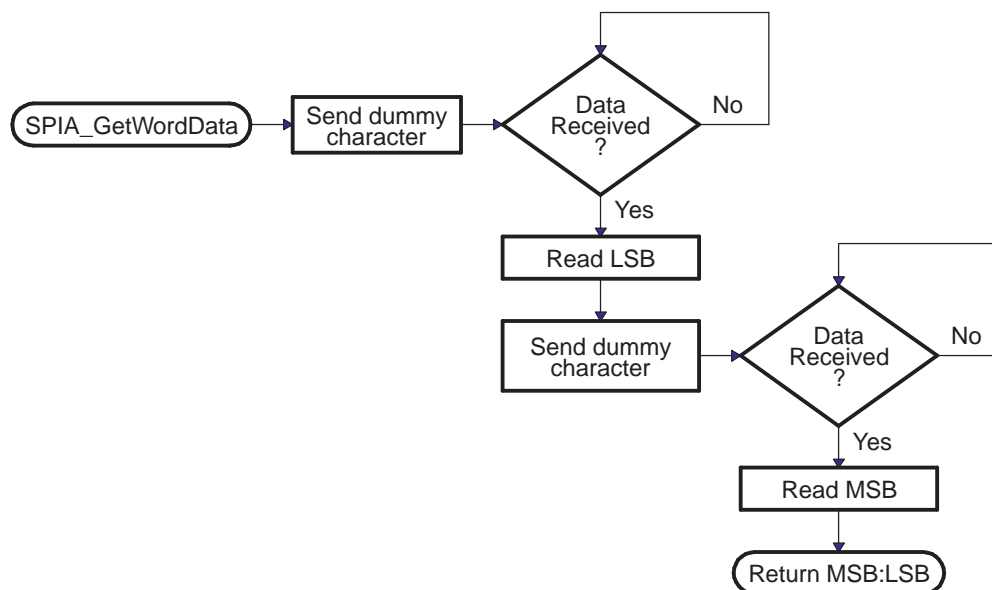 SPIA_GetWordData
Send dummy
character
Data
Received
?
No
Yes
Read LSB
Send dummy
character
Data
Received
?
No
Yes
Read MSB
Return MSB:LSB